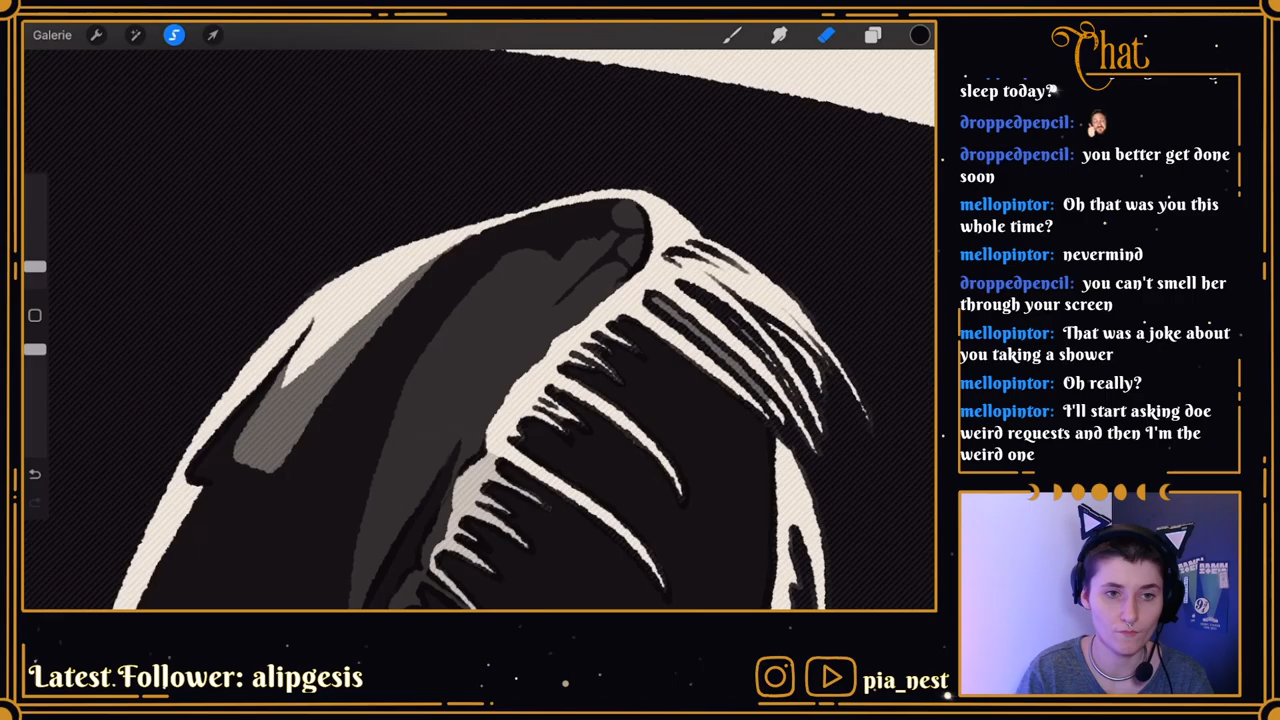 Galerie
Chat
sleep today?
droppedpencil:
droppedpencil: you better get done
soon
mellopintor: Oh that was you this
whole time?
mellopintor: nevermind
droppedpencil: you can't smell her
through your screen
mellopintor: That was a joke about
you taking a shower
mellopintor: Oh really?
mellopintor: I'll start asking doe
weird requests and then I'm the
weird one
Latest Follower: alipgesis
pia_nest